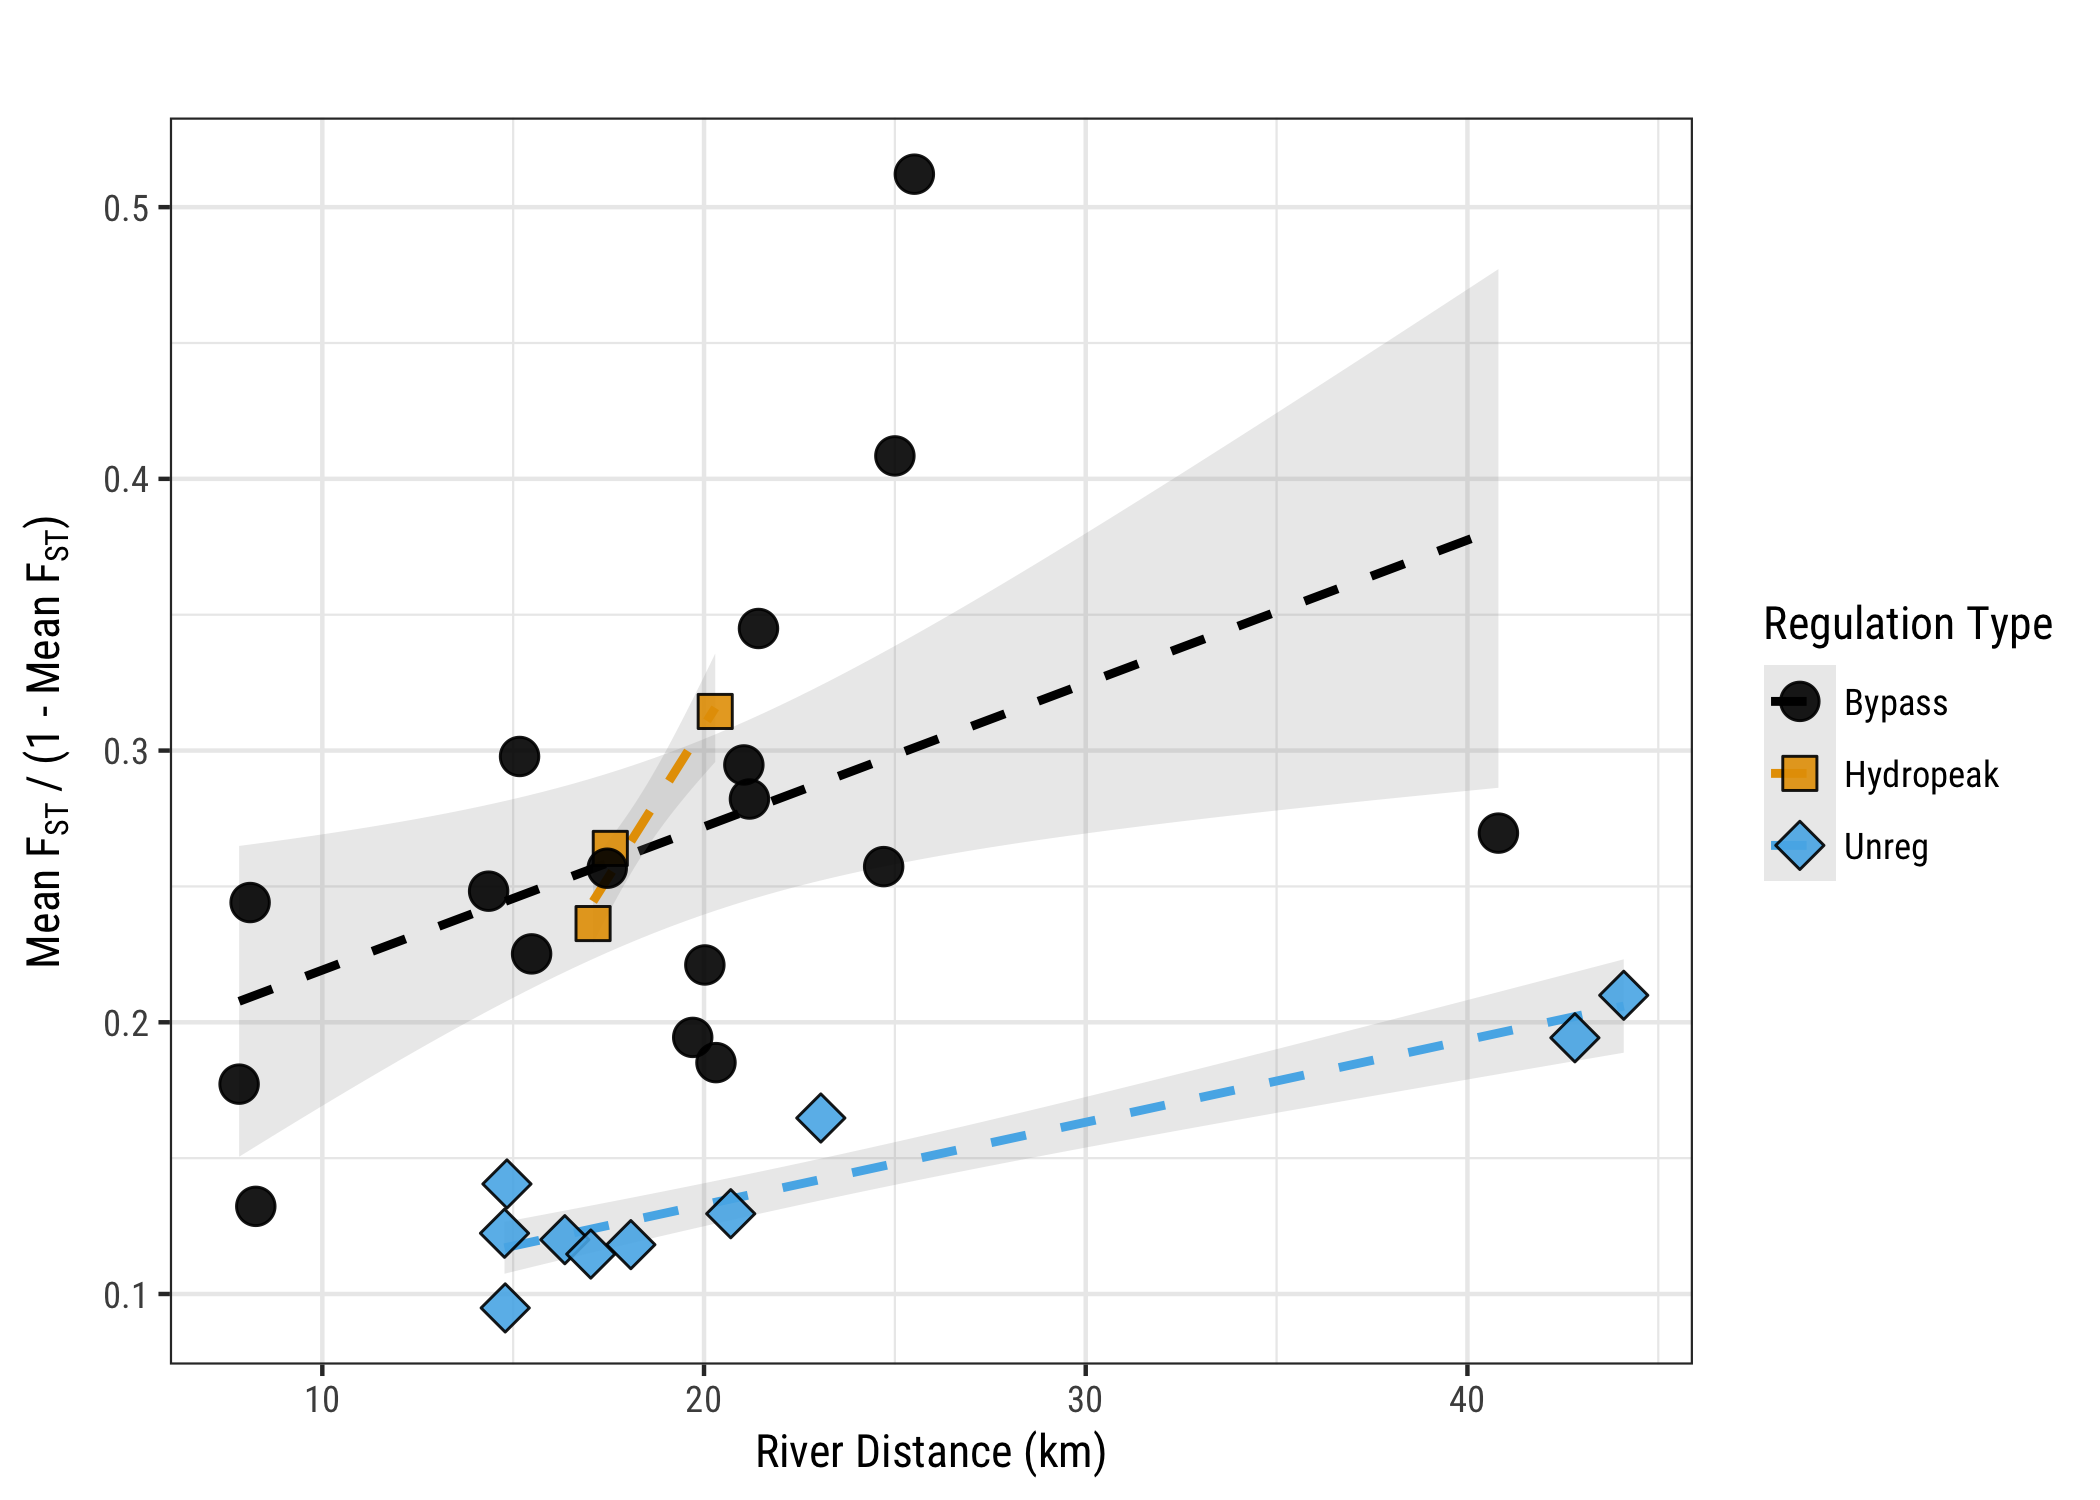 0.5
0.4
0.3
0.2
0.1
Mean FST / (1 - Mean FST)
10 20 30 40
River Distance (km)
Regulation Type
Bypass
Hydropeak
Unreg